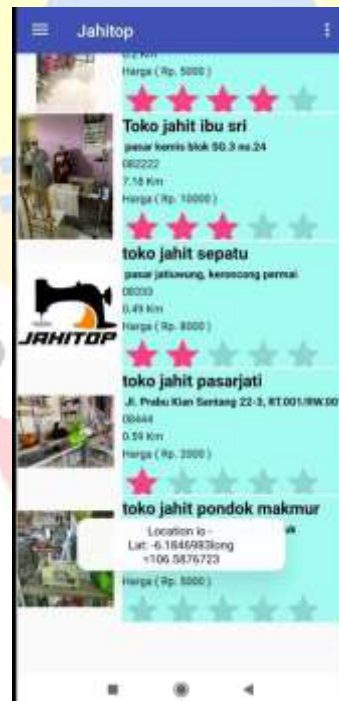 Jahitop
Harga ( Rp. 5000 )
Toko jahit ibu sri
pasar kemis blok SG.3 no.24
082222
7.18 Km
Harga ( Rp. 10000 )
toko jahit sepatu
pasar jatiuwung, keroncong permai
08233
0.49 Km
Harga ( Rp. 8000 )
JAHITOP
toko jahit pasarjati
Jl. Prabu Kian Santang 22-3, RT.001/RW.00
08444
0.59 Km
Harga ( Rp. 2000 )
toko jahit pondok makmur
Location is -
Lat: -6.1846983long
:106.5876723
Harga ( Rp. 5000 )